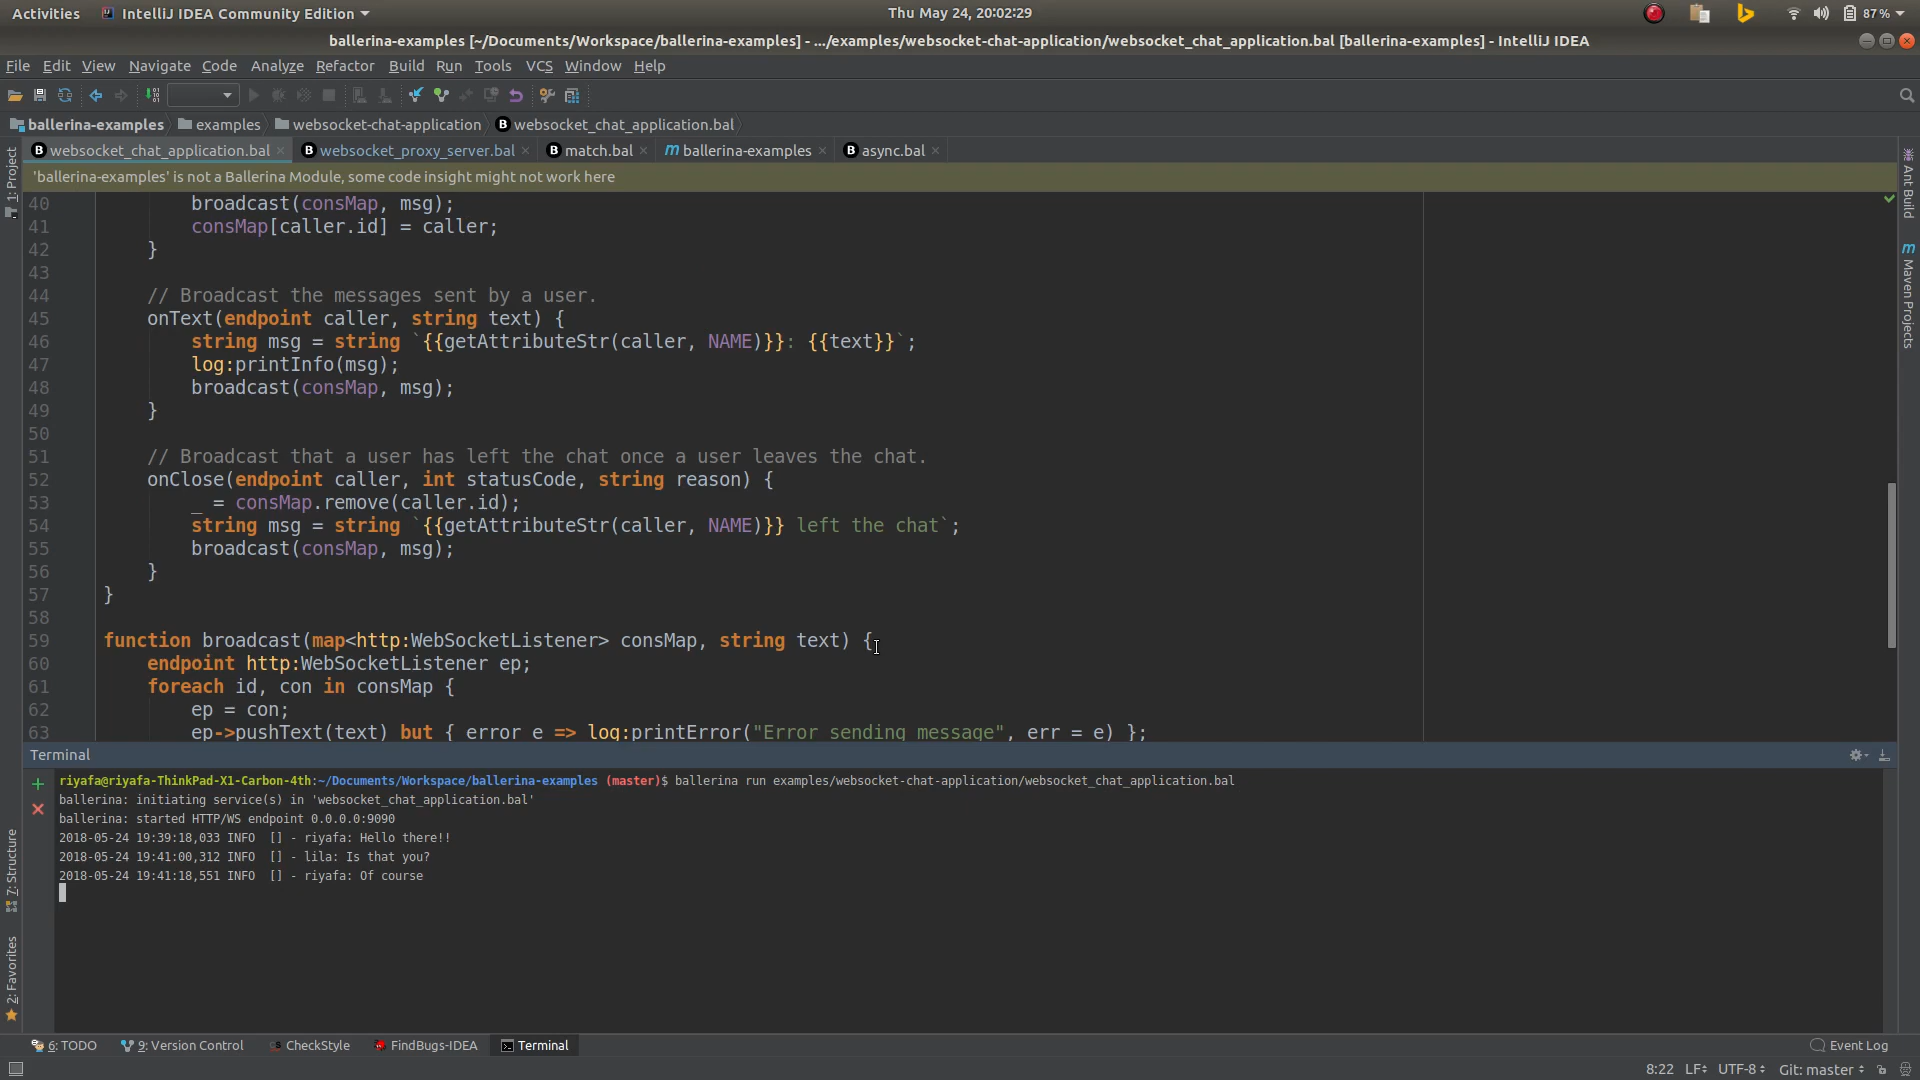 Activities IntelliJ IDEA Community Edition Thu May 24, 20:02:29 87%
ballerina-examples [~/Documents/Workspace/ballerina-examples] - .../examples/websocket-chat-application/websocket_chat_application.bal [ballerina-examples] - IntelliJ IDEA
File Edit View Navigate Code Analyze Refactor Build Run Tools VCS Window Help
ballerina-examples examples websocket-chat-application websocket_chat_application.bal
websocket_chat_application.bal websocket_proxy_server.bal match.bal ballerina-examples async.bal
'ballerina-examples' is not a Ballerina Module, some code insight might not work here
1: Project
Ant Build
Maven Projects
40 broadcast(consMap, msg);
41 consMap[caller.id] = caller;
42 }
43
44 // Broadcast the messages sent by a user.
45 onText(endpoint caller, string text) {
46 string msg = string `{{getAttributeStr(caller, NAME)}}: {{text}}`;
47 log:printInfo(msg);
48 broadcast(consMap, msg);
49 }
50
51 // Broadcast that a user has left the chat once a user leaves the chat.
52 onClose(endpoint caller, int statusCode, string reason) {
53 _ = consMap.remove(caller.id);
54 string msg = string `{{getAttributeStr(caller, NAME)}} left the chat`;
55 broadcast(consMap, msg);
56 }
57 }
58
59 function broadcast(map<http:WebSocketListener> consMap, string text) {
60 endpoint http:WebSocketListener ep;
61 foreach id, con in consMap {
62 ep = con;
63 ep->pushText(text) but { error e => log:printError("Error sending message", err = e) };
Terminal
riyafa@riyafa-ThinkPad-X1-Carbon-4th:~/Documents/Workspace/ballerina-examples (master)$ ballerina run examples/websocket-chat-application/websocket_chat_application.bal
ballerina: initiating service(s) in 'websocket_chat_application.bal'
ballerina: started HTTP/WS endpoint 0.0.0.0:9090
2018-05-24 19:39:18,033 INFO [] - riyafa: Hello there!!
2018-05-24 19:41:00,312 INFO [] - lila: Is that you?
2018-05-24 19:41:18,551 INFO [] - riyafa: Of course
7: Structure
2: Favorites
6: TODO 9: Version Control CheckStyle FindBugs-IDEA Terminal Event Log
8:22 LF UTF-8 Git: master